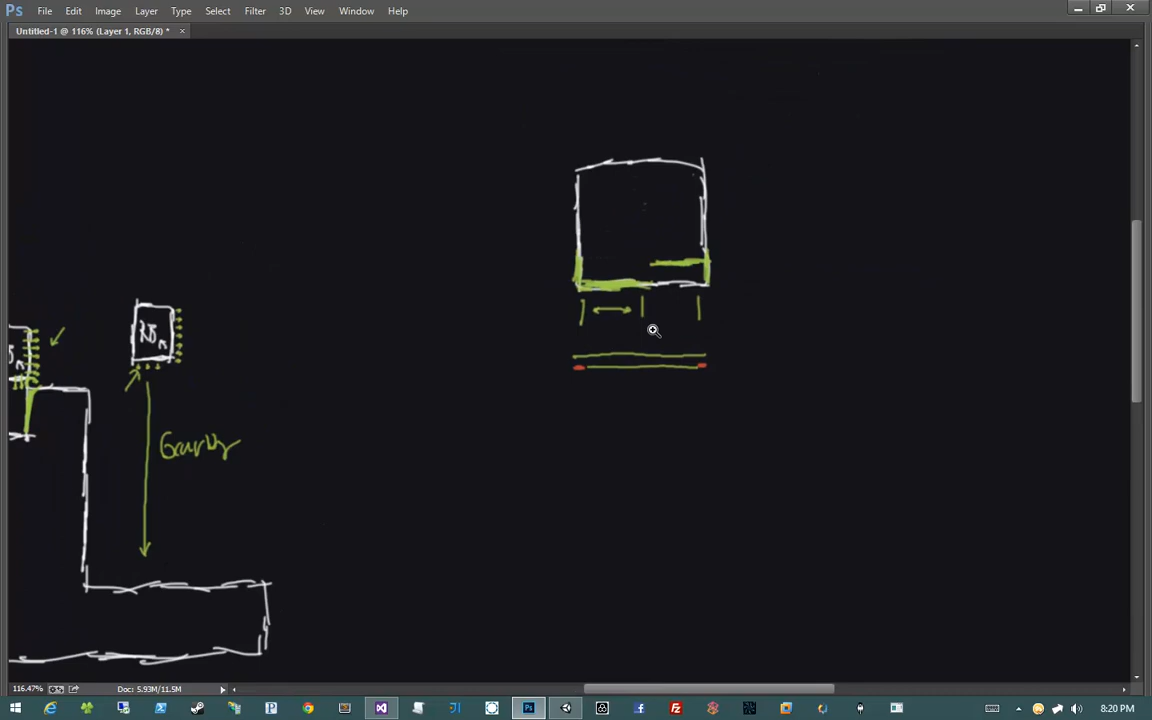 Ps File Edit Image Layer Type Select Filter 3D View Window Help
Untitled-1 @ 116% (Layer 1, RGB/8) *
Gravity
116.47% Doc: 5.93M/11.5M
8:20 PM